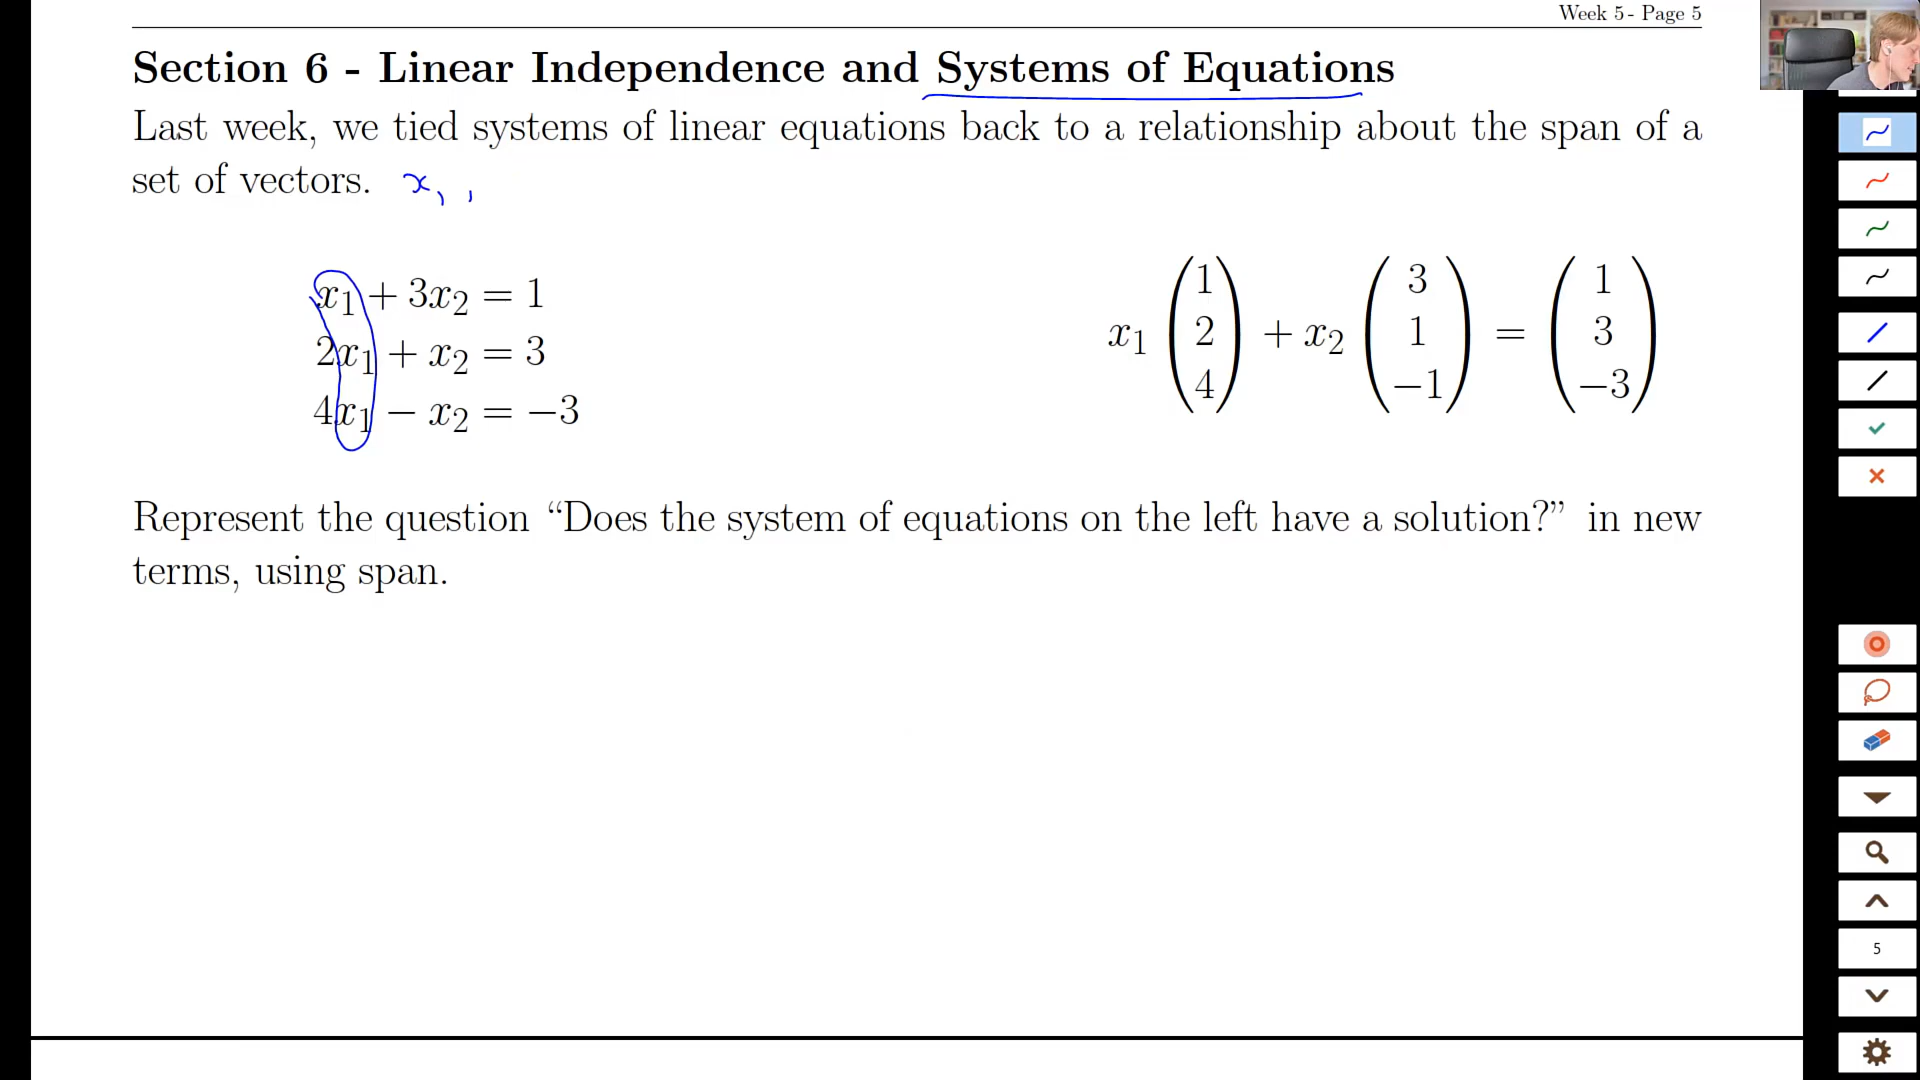 Week 5 - Page 5
Section 6 - Linear Independence and Systems of Equations
Last week, we tied systems of linear equations back to a relationship about the span of a
set of vectors. x₁ ,
x₁ + 3x₂ = 1
2x₁ + x₂ = 3
4x₁ − x₂ = −3
x₁ (1 2 4) + x₂ (3 1 −1) = (1 3 −3)
Represent the question “Does the system of equations on the left have a solution?” in new
terms, using span.
5